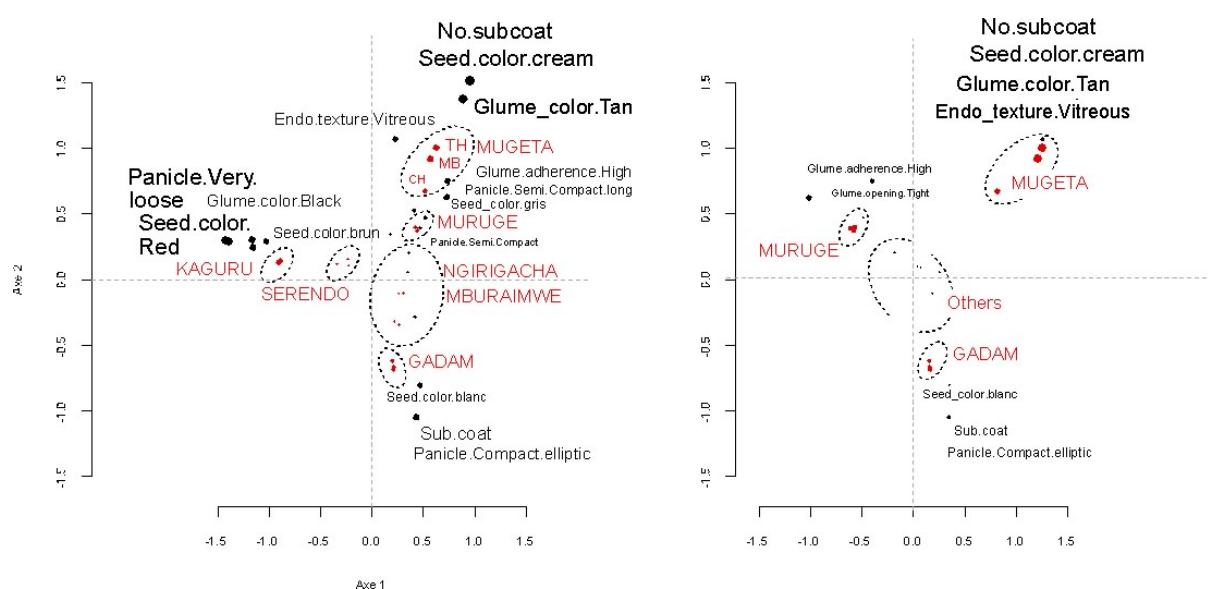 No.subcoat
Seed.color.cream
Glume_color.Tan
Endo.texture.Vitreous
TH MUGETA
MB
CH
Glume.adherence.High
Panicle.Semi.Compact.long
Seed_color.gris
Panicle.Very.
loose
Glume.color.Black
Seed.color.
Red
Seed.color.brun
MURUGE
Panicle.Semi.Compact
KAGURU
SERENDO
NGIRIGACHA
MBURAIMWE
GADAM
Seed.color.blanc
Sub.coat
Panicle.Compact.elliptic
1.5
1.0
0.5
0.0
-0.5
-1.0
-1.5
Axe 2
-1.5 -1.0 -0.5 0.0 0.5 1.0 1.5
Axe 1
No.subcoat
Seed.color.cream
Glume.color.Tan
Endo_texture.Vitreous
Glume.adherence.High
Glume.opening.Tight
MUGETA
MURUGE
Others
GADAM
Seed_color.blanc
Sub.coat
Panicle.Compact.elliptic
1.5
1.0
0.5
0.0
-0.5
-1.0
-1.5
-1.5 -1.0 -0.5 0.0 0.5 1.0 1.5